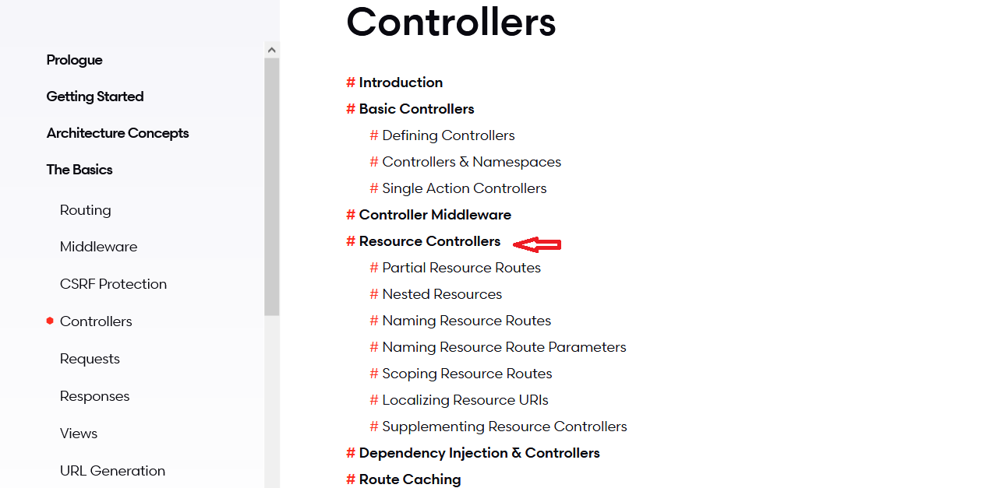 Prologue
Getting Started
Architecture Concepts
The Basics
Routing
Middleware
CSRF Protection
Controllers
Requests
Responses
Views
URL Generation
Controllers
# Introduction
# Basic Controllers
# Defining Controllers
# Controllers & Namespaces
# Single Action Controllers
# Controller Middleware
# Resource Controllers
# Partial Resource Routes
# Nested Resources
# Naming Resource Routes
# Naming Resource Route Parameters
# Scoping Resource Routes
# Localizing Resource URIs
# Supplementing Resource Controllers
# Dependency Injection & Controllers
# Route Caching